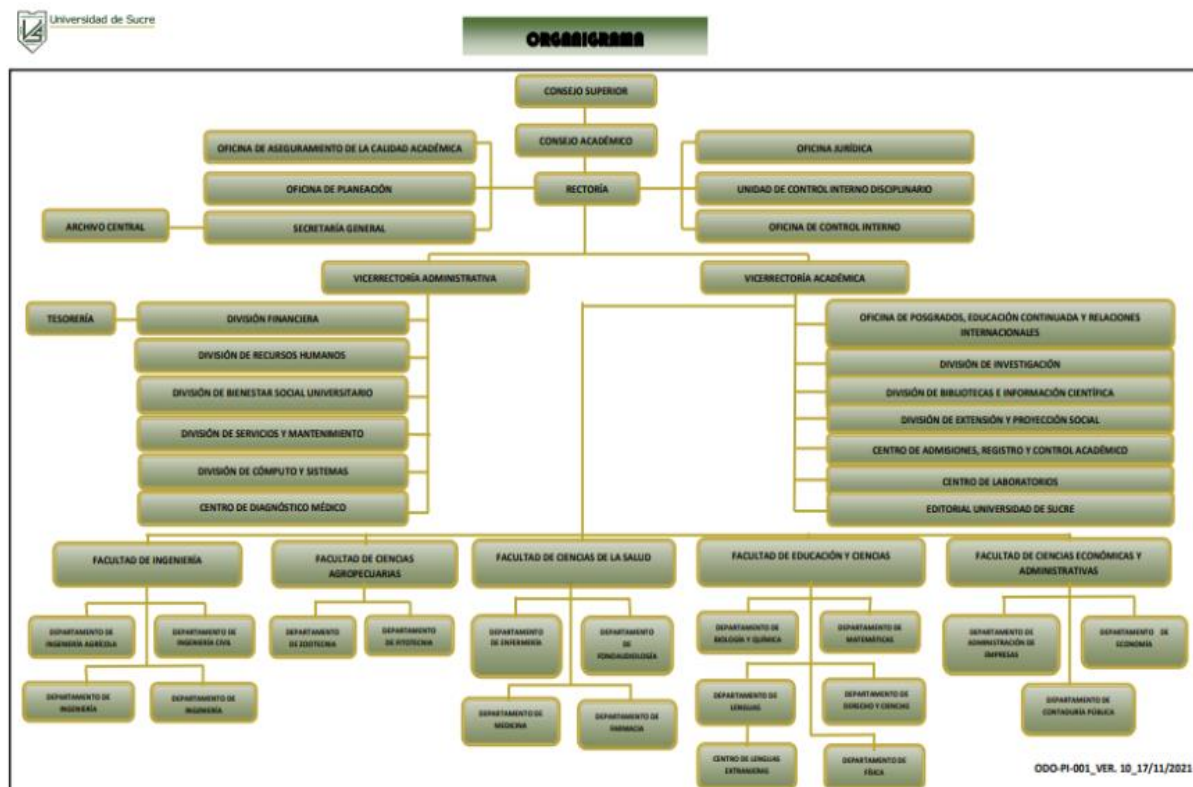 Universidad de Sucre
ORGANIGRAMA
CONSEJO SUPERIOR
CONSEJO ACADÉMICO
OFICINA DE ASEGURAMIENTO DE LA CALIDAD ACADÉMICA
OFICINA JURÍDICA
OFICINA DE PLANEACIÓN
RECTORÍA
UNIDAD DE CONTROL INTERNO DISCIPLINARIO
ARCHIVO CENTRAL
SECRETARÍA GENERAL
OFICINA DE CONTROL INTERNO
VICERRECTORÍA ADMINISTRATIVA
VICERRECTORÍA ACADÉMICA
TESORERÍA
DIVISIÓN FINANCIERA
DIVISIÓN DE RECURSOS HUMANOS
DIVISIÓN DE BIENESTAR SOCIAL UNIVERSITARIO
DIVISIÓN DE SERVICIOS Y MANTENIMIENTO
DIVISIÓN DE CÓMPUTO Y SISTEMAS
CENTRO DE DIAGNÓSTICO MÉDICO
OFICINA DE POSGRADOS, EDUCACIÓN CONTINUADA Y RELACIONES
INTERNACIONALES
DIVISIÓN DE INVESTIGACIÓN
DIVISIÓN DE BIBLIOTECAS E INFORMACIÓN CIENTÍFICA
DIVISIÓN DE EXTENSIÓN Y PROYECCIÓN SOCIAL
CENTRO DE ADMISIONES, REGISTRO Y CONTROL ACADÉMICO
CENTRO DE LABORATORIOS
EDITORIAL UNIVERSIDAD DE SUCRE
FACULTAD DE INGENIERÍA
FACULTAD DE CIENCIAS
AGROPECUARIAS
FACULTAD DE CIENCIAS DE LA SALUD
FACULTAD DE EDUCACIÓN Y CIENCIAS
FACULTAD DE CIENCIAS ECONÓMICAS Y
ADMINISTRATIVAS
DEPARTAMENTO DE
INGENIERÍA AGRÍCOLA
DEPARTAMENTO DE
INGENIERÍA CIVIL
DEPARTAMENTO DE
INGENIERÍA
DEPARTAMENTO DE
INGENIERÍA
DEPARTAMENTO
DE ZOOTECNIA
DEPARTAMENTO
DE FITOTECNIA
DEPARTAMENTO
DE ENFERMERÍA
DEPARTAMENTO
DE
FONOAUDIOLOGÍA
DEPARTAMENTO DE
MEDICINA
DEPARTAMENTO DE
FARMACIA
DEPARTAMENTO DE
BIOLOGÍA Y QUÍMICA
DEPARTAMENTO DE
MATEMÁTICAS
DEPARTAMENTO DE
LENGUAS
DEPARTAMENTO DE
DERECHO Y CIENCIAS
CENTRO DE LENGUAS
EXTRANJERAS
DEPARTAMENTO DE
FÍSICA
DEPARTAMENTO DE
ADMINISTRACIÓN DE
EMPRESAS
DEPARTAMENTO DE
ECONOMÍA
DEPARTAMENTO DE
CONTADURÍA PÚBLICA
ODO-PI-001_VER. 10_17/11/2021